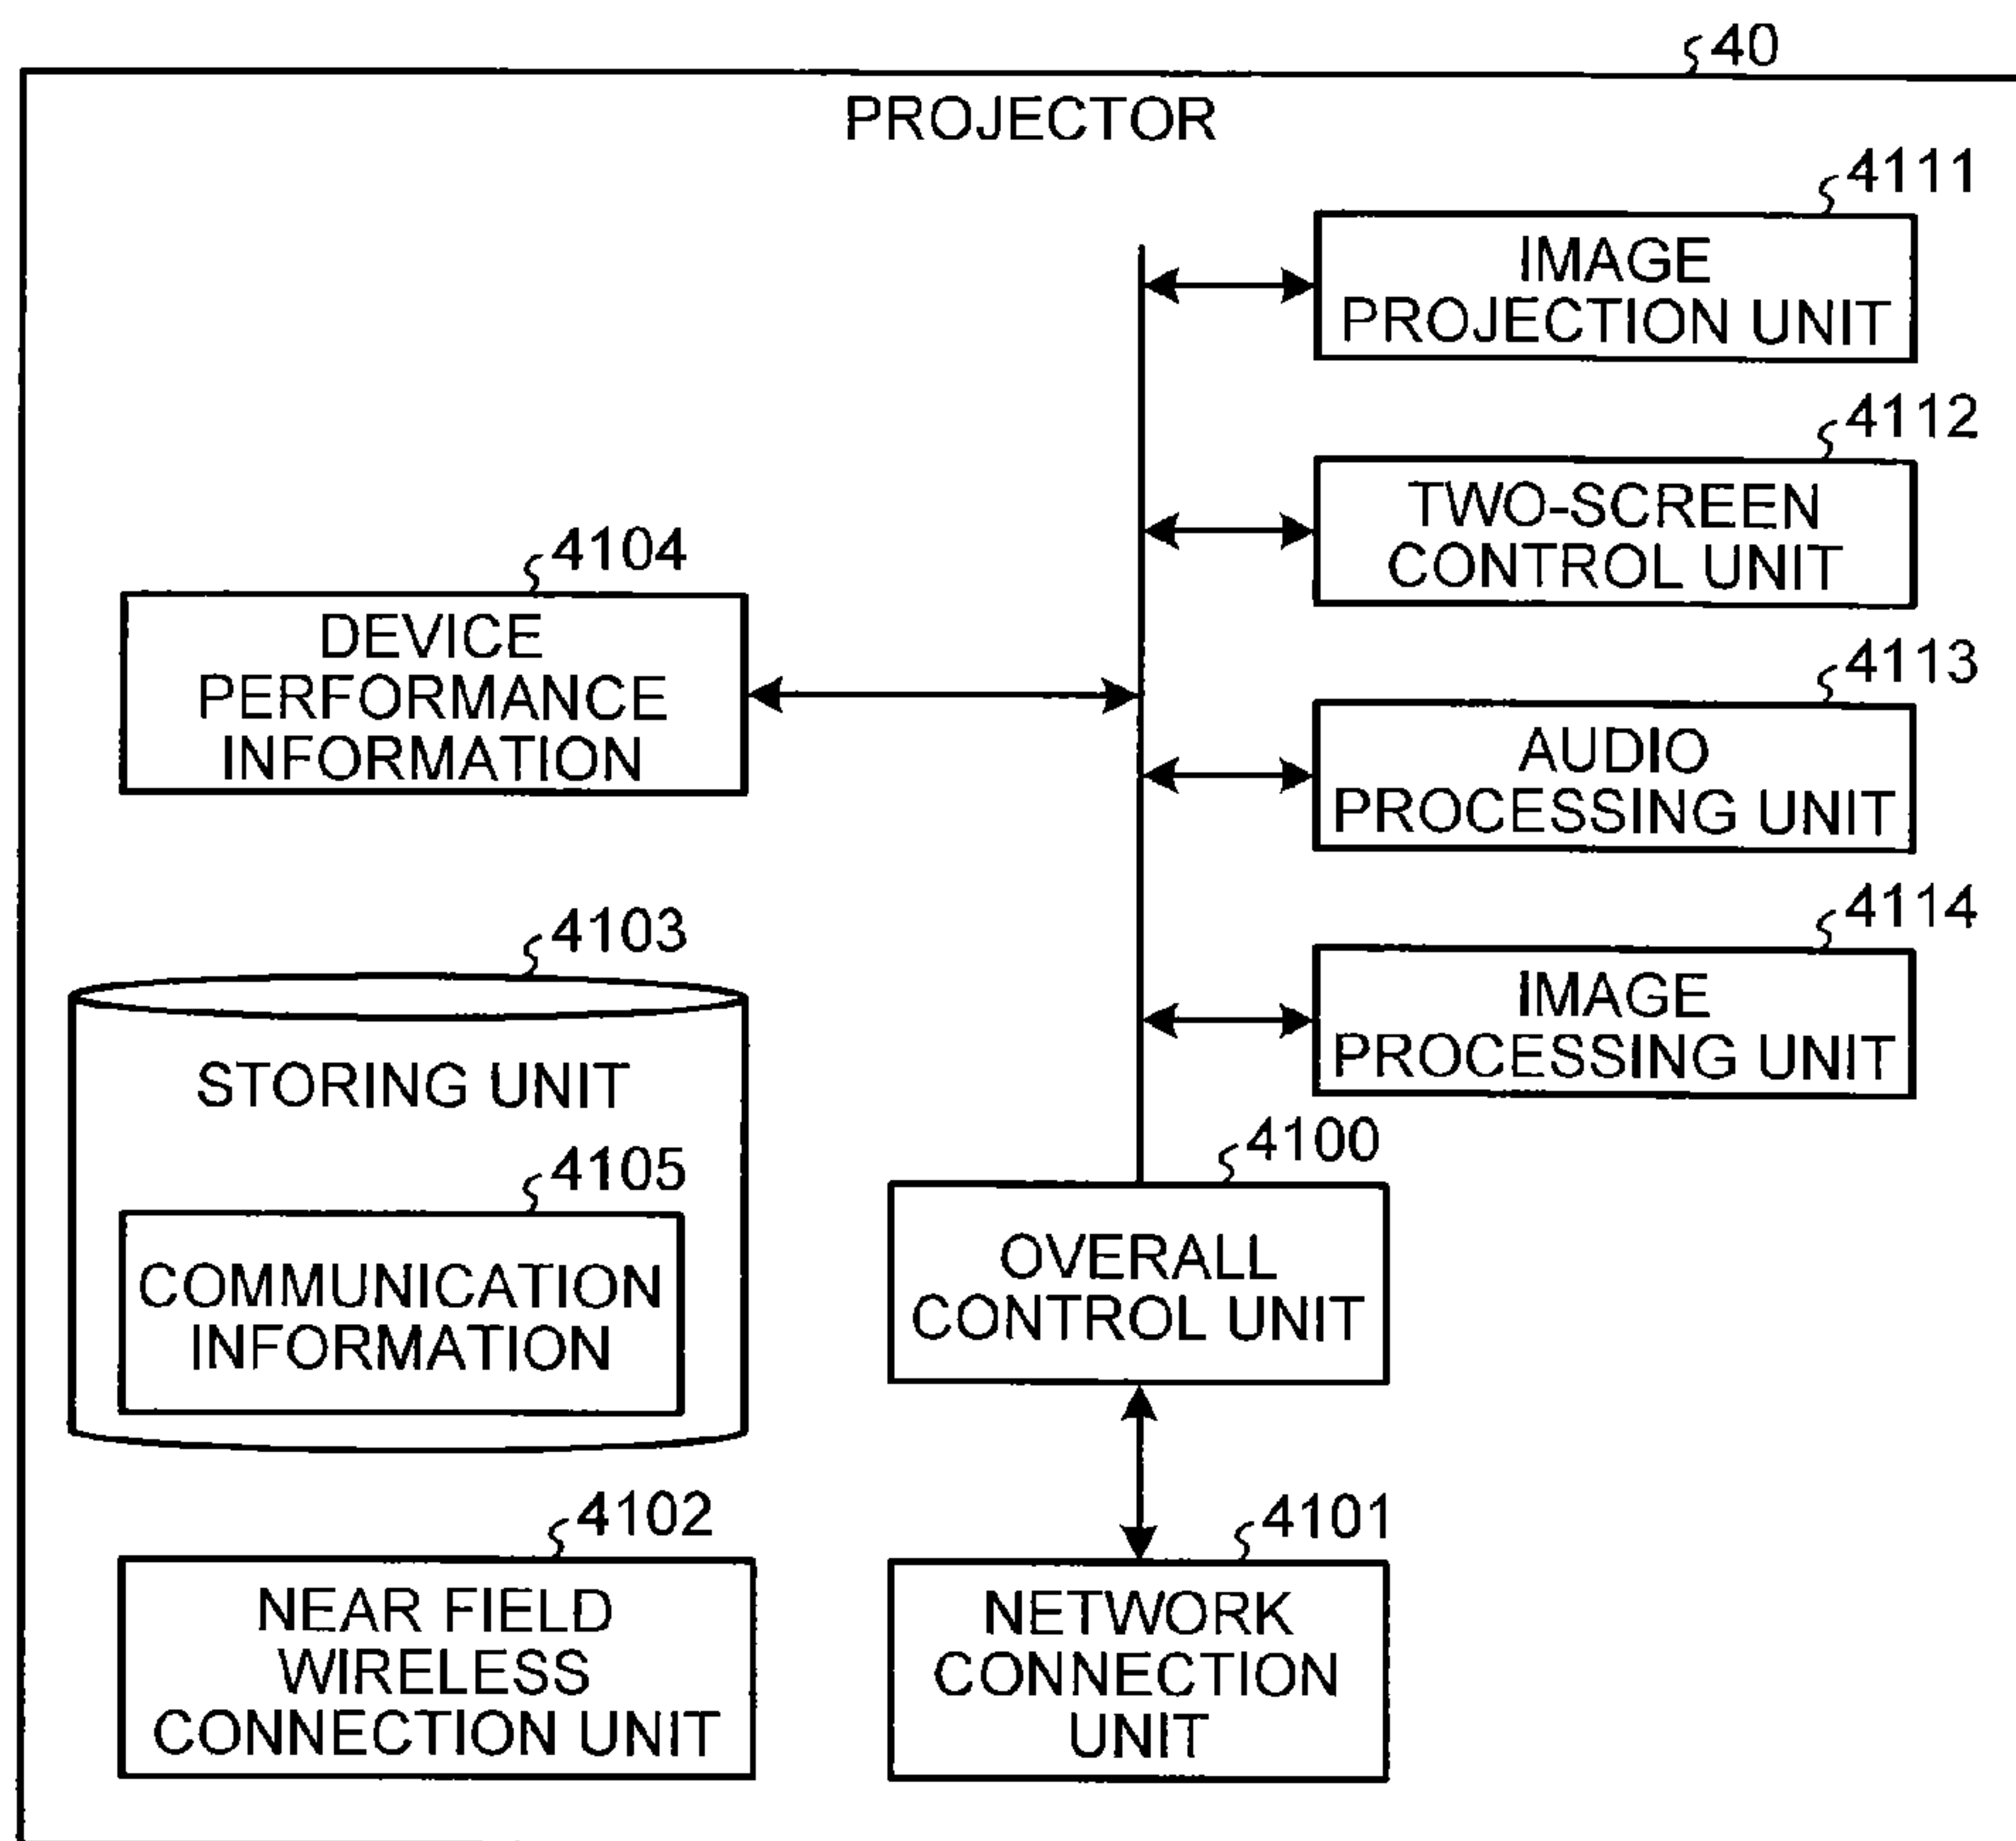 40
PROJECTOR
4111
IMAGE
PROJECTION UNIT
4112
TWO-SCREEN
CONTROL UNIT
4104
DEVICE
PERFORMANCE
INFORMATION
4113
AUDIO
PROCESSING UNIT
4103
STORING UNIT
4114
IMAGE
PROCESSING UNIT
4105
COMMUNICATION
INFORMATION
4100
OVERALL
CONTROL UNIT
4102
NEAR FIELD
WIRELESS
CONNECTION UNIT
4101
NETWORK
CONNECTION
UNIT